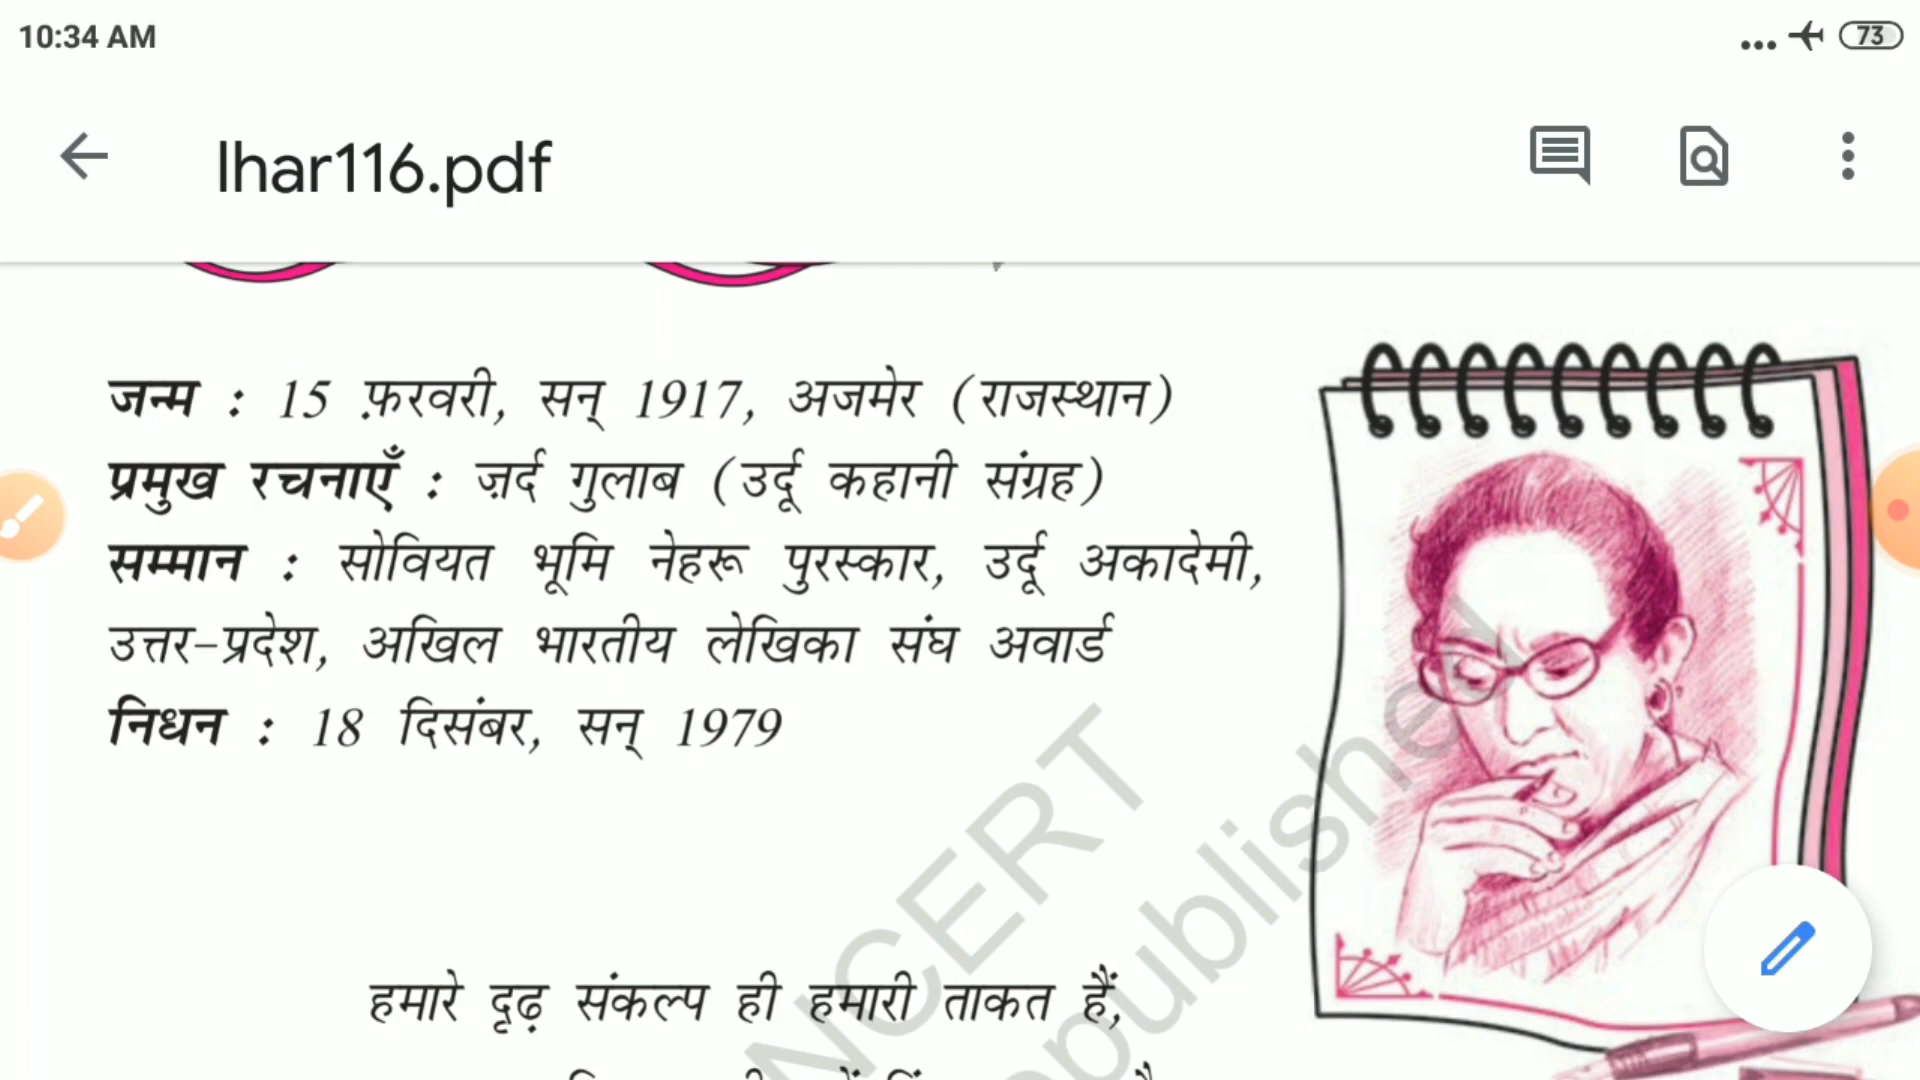 10:34 AM
73
lhar116.pdf
जन्म : 15 फ़रवरी, सन् 1917, अजमेर (राजस्थान)
प्रमुख रचनाएँ : ज़र्द गुलाब (उर्दू कहानी संग्रह)
सम्मान : सोवियत भूमि नेहरू पुरस्कार, उर्दू अकादेमी,
उत्तर-प्रदेश, अखिल भारतीय लेखिका संघ अवार्ड
निधन : 18 दिसंबर, सन् 1979
NCERT
republished
हमारे दृढ़ संकल्प ही हमारी ताकत हैं,